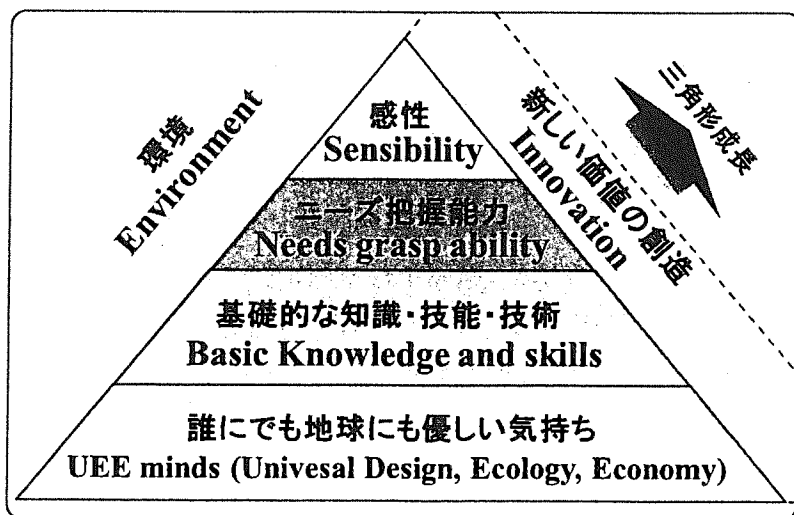 環境
Environment
感性
Sensibility
ニーズ把握能力
Needs grasp ability
基礎的な知識・技能・技術
Basic Knowledge and skills
誰にでも地球にも優しい気持ち
UEE minds (Univesal Design, Ecology, Economy)
新しい価値の創造
Innovation
三角形成長